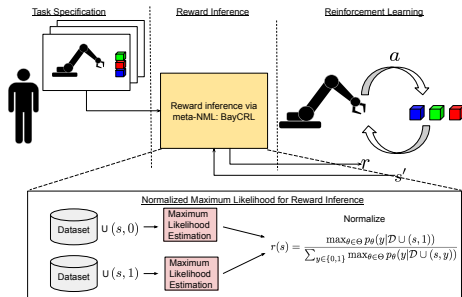 Task Specification
Reward Inference
Reinforcement Learning
a
Reward inference via
meta-NML: BayCRL
r
s′
Normalized Maximum Likelihood for Reward Inference
Dataset ∪ (s, 0)
Maximum
Likelihood
Estimation
Dataset ∪ (s, 1)
Maximum
Likelihood
Estimation
Normalize
r(s) = max_{θ∈Θ} p_θ(y|𝒟 ∪ (s, 1)) / ∑_{y∈{0,1}} max_{θ∈Θ} p_θ(y|𝒟 ∪ (s, y))